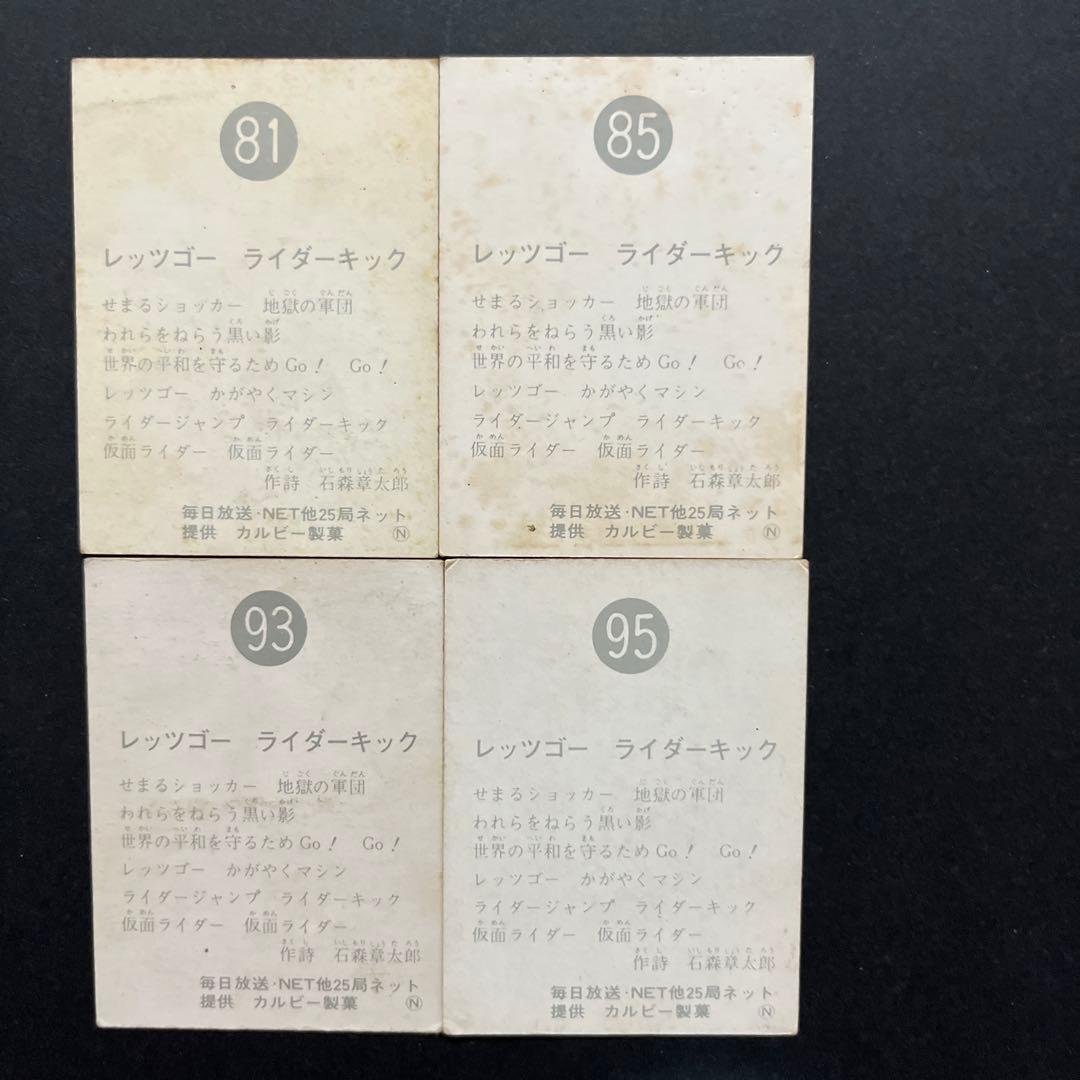 81
レッツゴー　ライダーキック
せまるショッカー　地獄の軍団
われらをねらう黒い影
世界の平和を守るためGo！　Go！
レッツゴー　かがやくマシン
ライダージャンプ　ライダーキック
仮面ライダー　仮面ライダー
作詩　石森章太郎
毎日放送・NET他25局ネット
提供　カルビー製菓　Ⓝ
85
レッツゴー　ライダーキック
せまるショッカー　地獄の軍団
われらをねらう黒い影
世界の平和を守るためGo！　Go！
レッツゴー　かがやくマシン
ライダージャンプ　ライダーキック
仮面ライダー　仮面ライダー
作詩　石森章太郎
毎日放送・NET他25局ネット
提供　カルビー製菓　Ⓝ
93
レッツゴー　ライダーキック
せまるショッカー　地獄の軍団
われらをねらう黒い影
世界の平和を守るためGo！　Go！
レッツゴー　かがやくマシン
ライダージャンプ　ライダーキック
仮面ライダー　仮面ライダー
作詩　石森章太郎
毎日放送・NET他25局ネット
提供　カルビー製菓　Ⓝ
95
レッツゴー　ライダーキック
せまるショッカー　地獄の軍団
われらをねらう黒い影
世界の平和を守るためGo！　Go！
レッツゴー　かがやくマシン
ライダージャンプ　ライダーキック
仮面ライダー　仮面ライダー
作詩　石森章太郎
毎日放送・NET他25局ネット
提供　カルビー製菓　Ⓝ